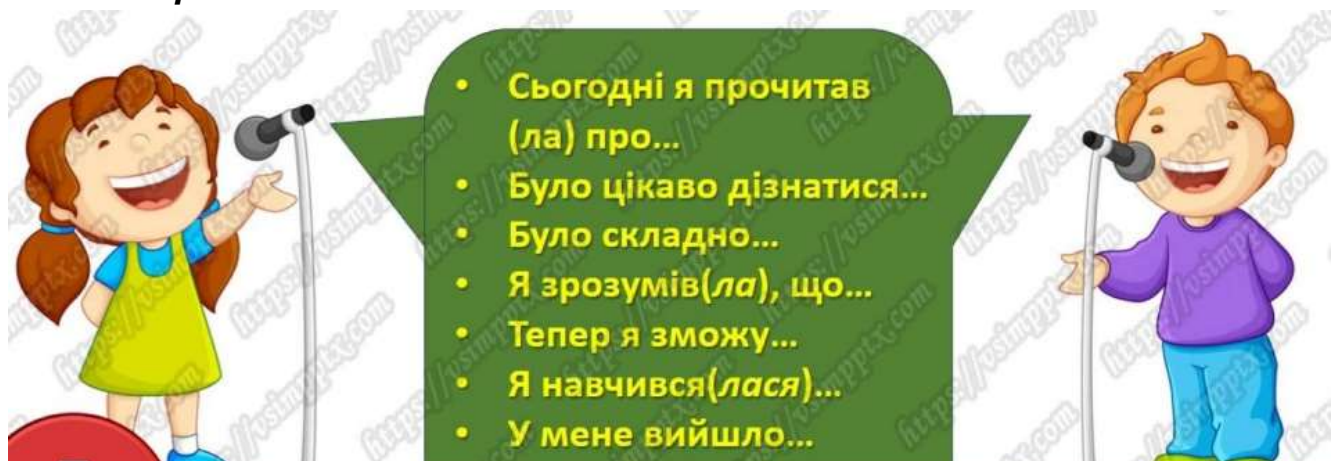 • Сьогодні я прочитав
(ла) про...
• Було цікаво дізнатися...
• Було складно...
• Я зрозумів(ла), що...
• Тепер я зможу...
• Я навчився(лася)...
• У мене вийшло...